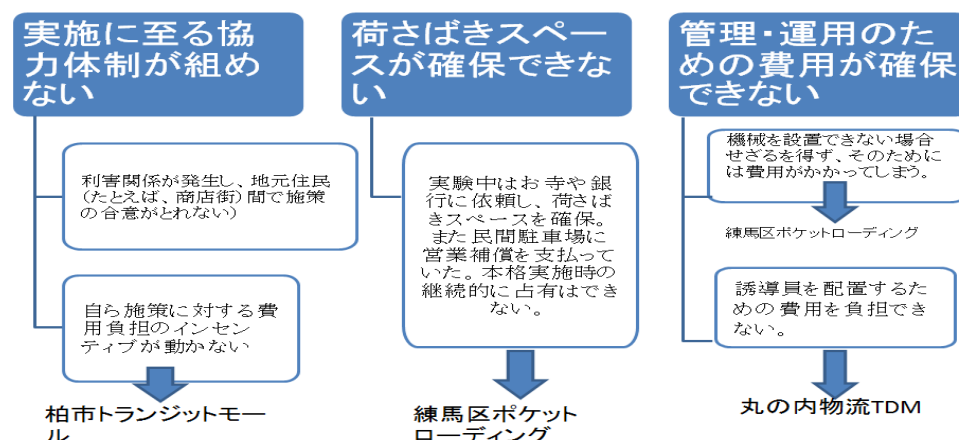 実施に至る協
力体制が組め
ない
利害関係が発生し、地元住民
(たとえば、商店街)間で施策
の合意がとれない)
自ら施策に対する費
用負担のインセン
ティブが動かない
柏市トランジットモー
ル
荷さばきスペー
スが確保できな
い
実験中はお寺や銀
行に依頼し、荷さば
きスペースを確保。
また民間駐車場に
営業補償を支払っ
ていた。本格実施時の
継続的に占有はでき
ない。
練馬区ポケット
ローディング
管理・運用のた
めの費用が確保
できない
機械を設置できない場合
せざるを得ず、そのために
は費用がかかってしまう。
練馬区ポケットローディング
誘導員を配置するた
めの費用を負担でき
ない。
丸の内物流TDM